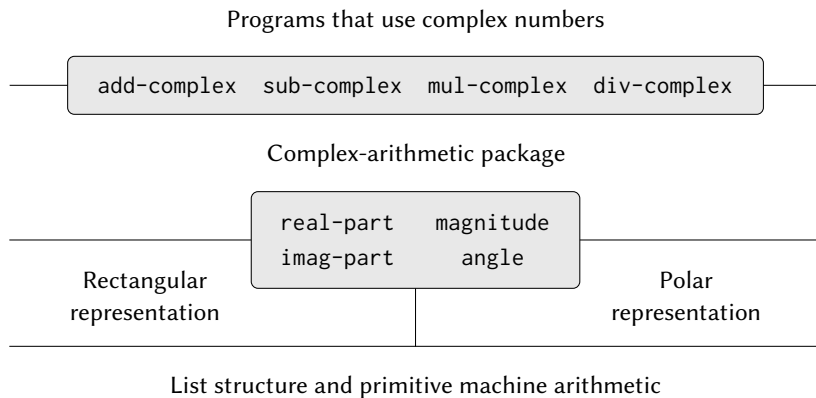 Programs that use complex numbers
add-complex sub-complex mul-complex div-complex
Complex-arithmetic package
real-part magnitude
imag-part angle
Rectangular
representation
Polar
representation
List structure and primitive machine arithmetic